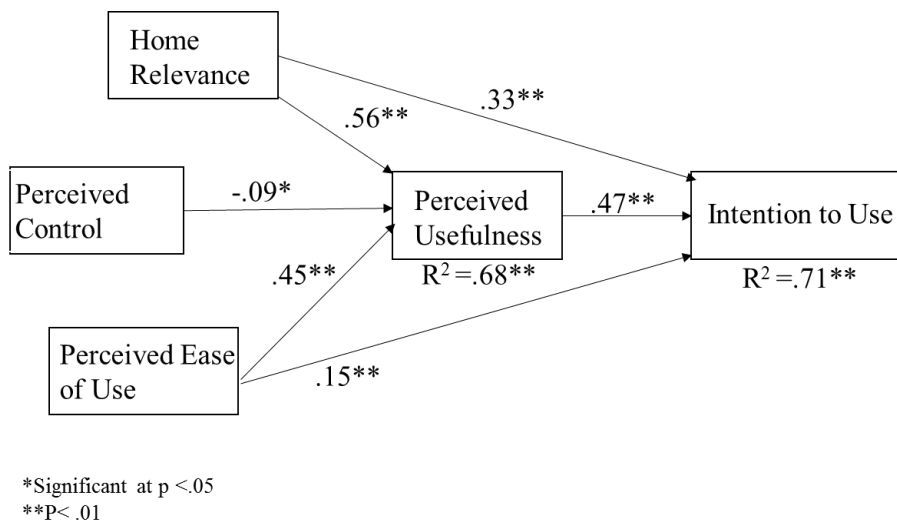 Home
Relevance
.33**
.56**
Perceived
Control
-.09*
Perceived
Usefulness
.47**
Intention to Use
R² =.68**
R² =.71**
.45**
Perceived Ease
of Use
.15**
*Significant at p <.05
**P< .01